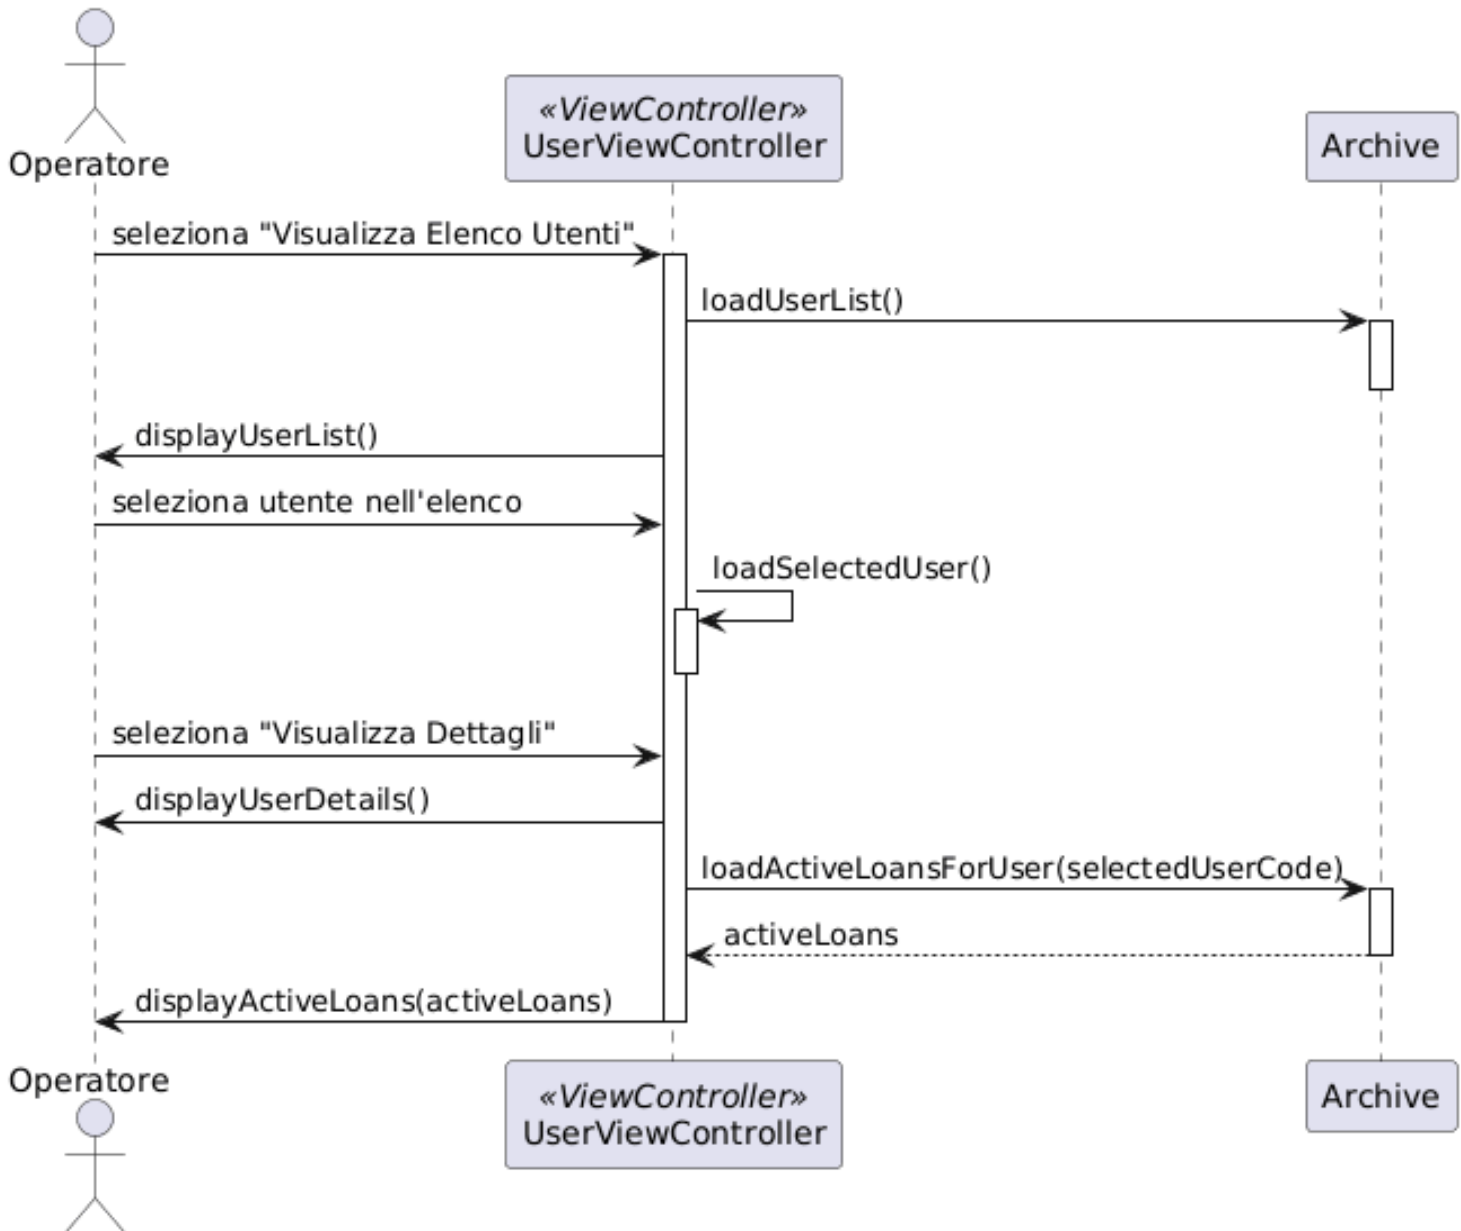 Operatore
«ViewController»
UserViewController
Archive
seleziona "Visualizza Elenco Utenti"
loadUserList()
displayUserList()
seleziona utente nell'elenco
loadSelectedUser()
seleziona "Visualizza Dettagli"
displayUserDetails()
loadActiveLoansForUser(selectedUserCode)
activeLoans
displayActiveLoans(activeLoans)
Operatore
«ViewController»
UserViewController
Archive